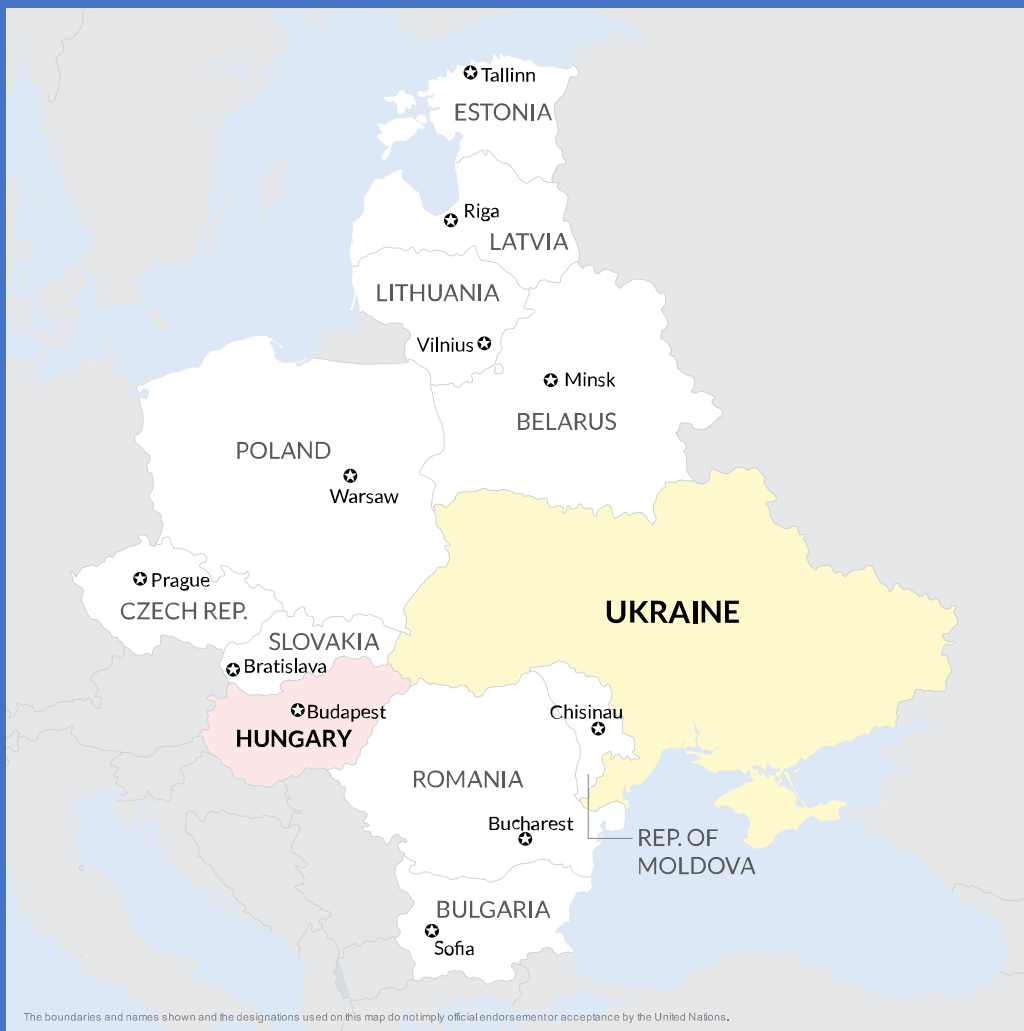 Tallinn
ESTONIA
Riga
LATVIA
LITHUANIA
Vilnius
Minsk
BELARUS
POLAND
Warsaw
Prague
CZECH REP.
UKRAINE
SLOVAKIA
Bratislava
Budapest
HUNGARY
Chisinau
ROMANIA
Bucharest
REP. OF
MOLDOVA
BULGARIA
Sofia
The boundaries and names shown and the designations used on this map do not imply official endorsement or acceptance by the United Nations.